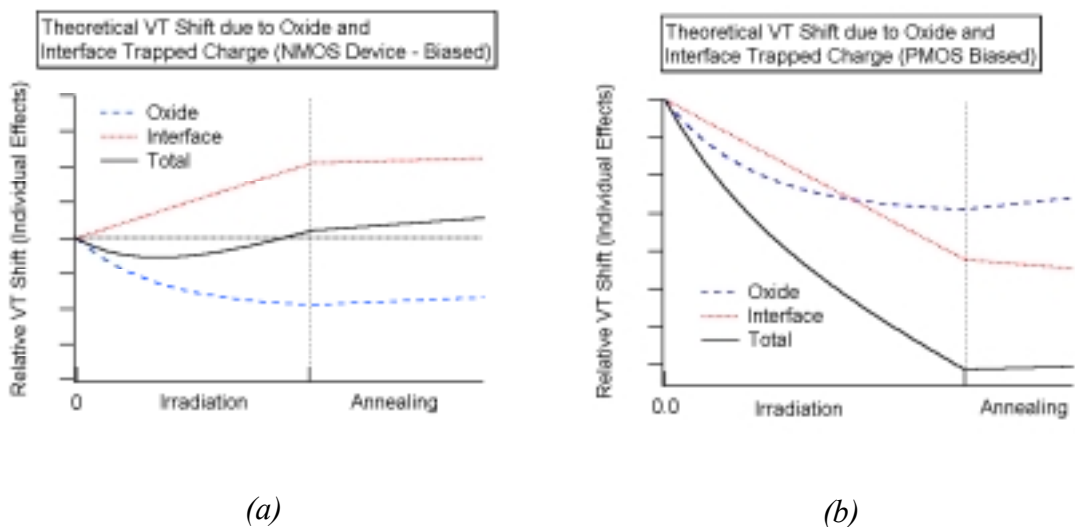 Theoretical VT Shift due to Oxide and
Interface Trapped Charge (NMOS Device - Biased)
Relative VT Shift (Individual Effects)
Oxide
Interface
Total
0
Irradiation
Annealing
(a)
Theoretical VT Shift due to Oxide and
Interface Trapped Charge (PMOS Biased)
Relative VT Shift (Individual Effects)
Oxide
Interface
Total
0.0
Irradiation
Annealing
(b)